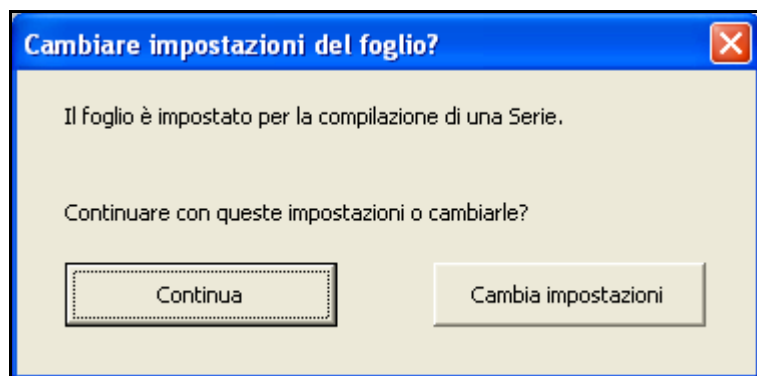 Cambiare impostazioni del foglio?
Il foglio è impostato per la compilazione di una Serie.
Continuare con queste impostazioni o cambiarle?
Continua
Cambia impostazioni